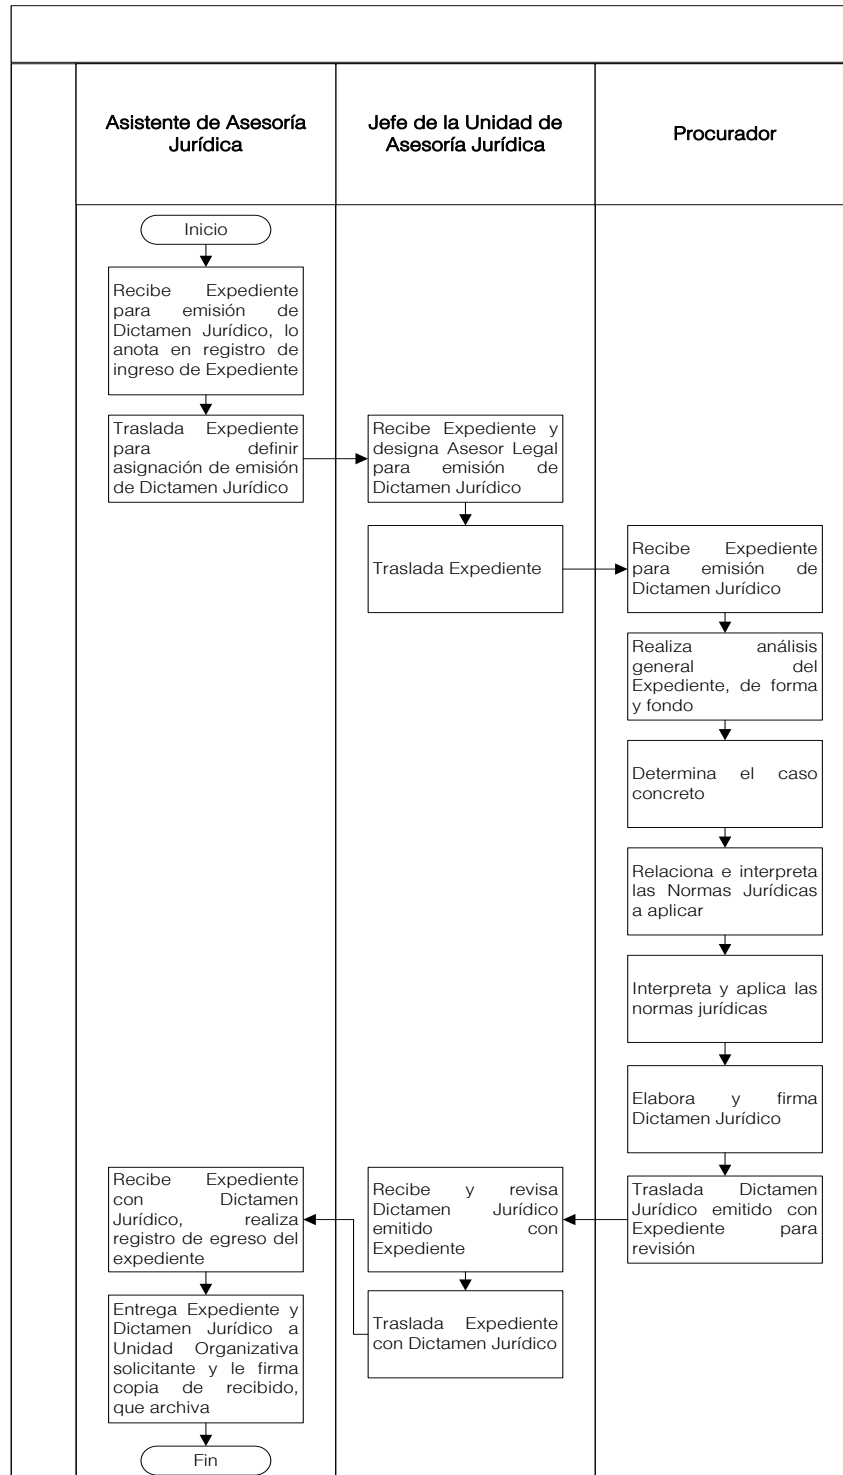 Asistente de Asesoría
Jurídica
Jefe de la Unidad de
Asesoría Jurídica
Procurador
Inicio
Recibe Expediente
para emisión de
Dictamen Jurídico, lo
anota en registro de
ingreso de Expediente
Traslada Expediente
para definir
asignación de emisión
de Dictamen Jurídico
Recibe Expediente y
designa Asesor Legal
para emisión de
Dictamen Jurídico
Traslada Expediente
Recibe Expediente
para emisión de
Dictamen Jurídico
Realiza análisis
general del
Expediente, de forma
y fondo
Determina el caso
concreto
Relaciona e interpreta
las Normas Jurídicas
a aplicar
Interpreta y aplica las
normas jurídicas
Elabora y firma
Dictamen Jurídico
Traslada Dictamen
Jurídico emitido con
Expediente para
revisión
Recibe y revisa
Dictamen Jurídico
emitido con
Expediente
Traslada Expediente
con Dictamen Jurídico
Recibe Expediente
con Dictamen
Jurídico, realiza
registro de egreso del
expediente
Entrega Expediente y
Dictamen Jurídico a
Unidad Organizativa
solicitante y le firma
copia de recibido,
que archiva
Fin